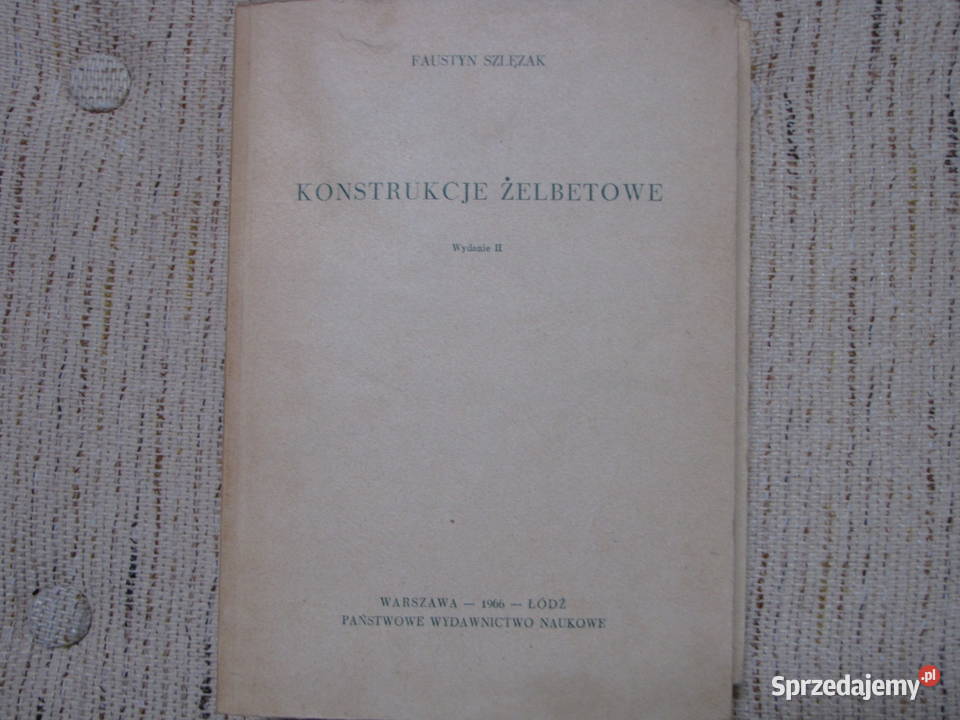 FAUSTYN SZLĘZAK
KONSTRUKCJE ŻELBETOWE
Wydanie II
WARSZAWA — 1966 — ŁÓDŹ
PAŃSTWOWE WYDAWNICTWO NAUKOWE
Sprzedajemy.pl